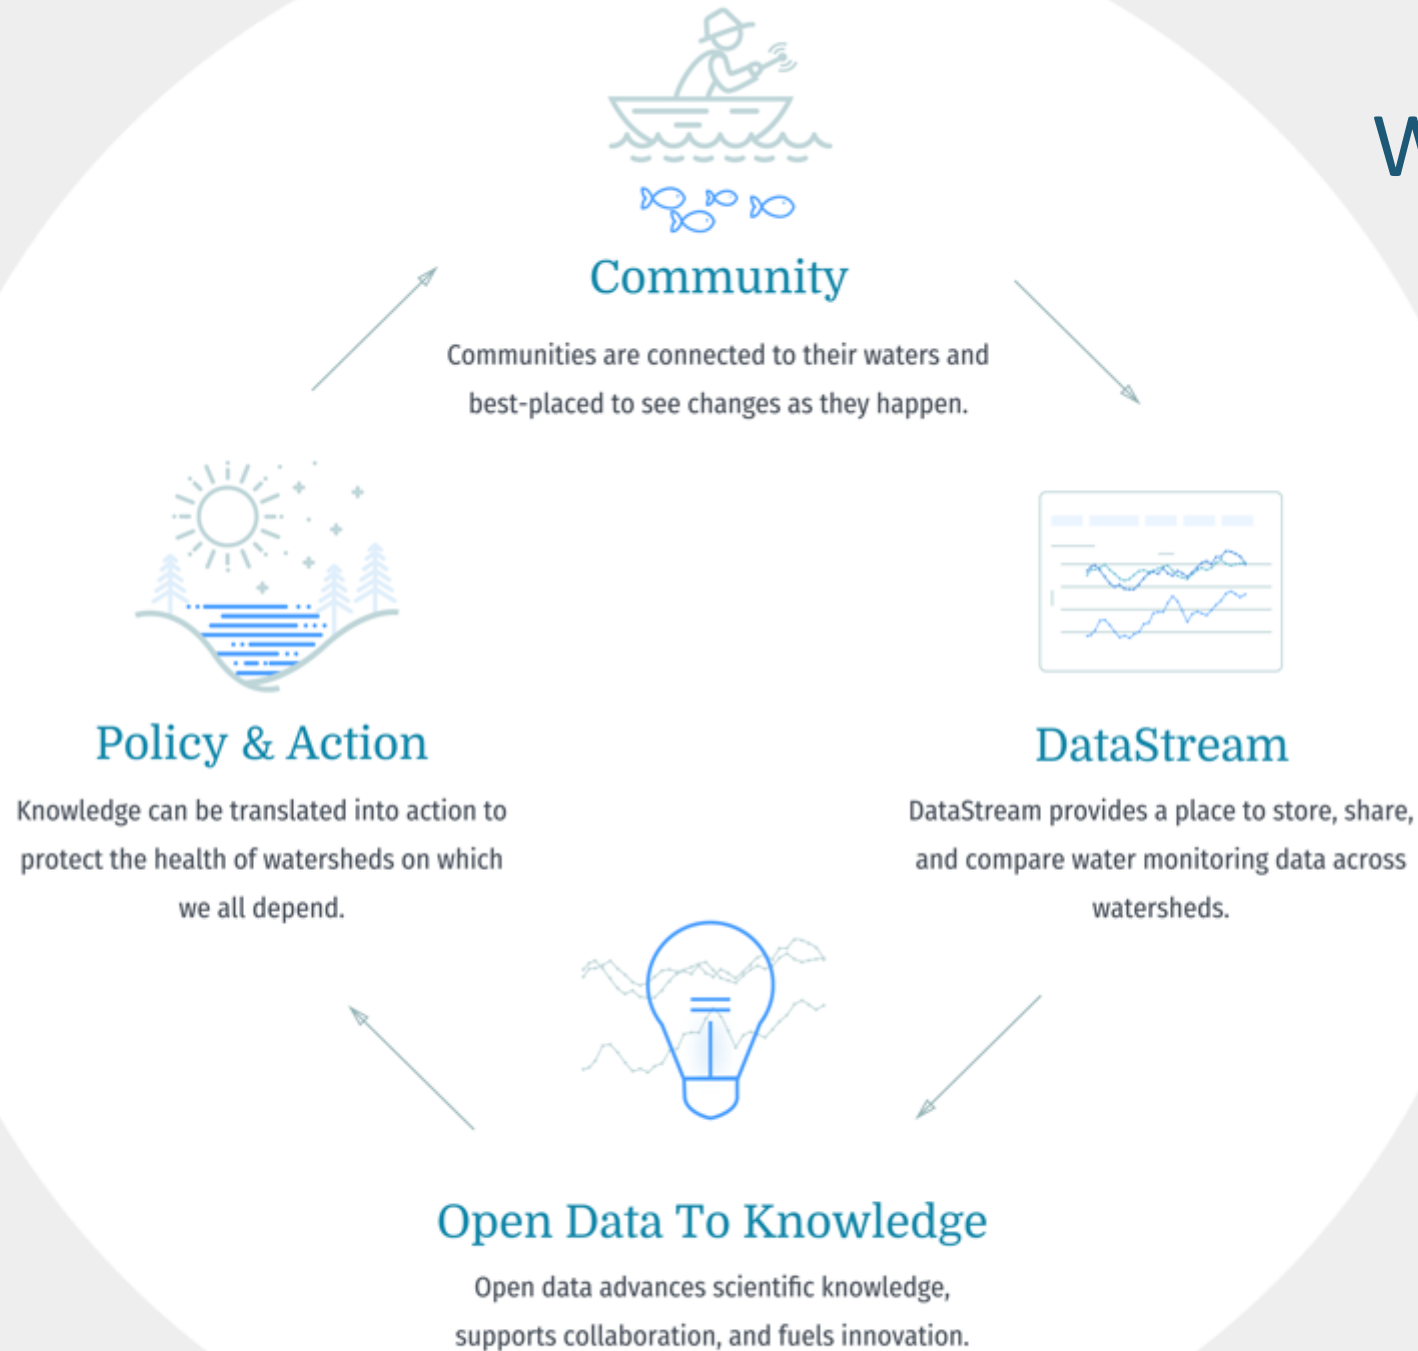 W
Community
Communities are connected to their waters and
best-placed to see changes as they happen.
Policy & Action
Knowledge can be translated into action to
protect the health of watersheds on which
we all depend.
DataStream
DataStream provides a place to store, share,
and compare water monitoring data across
watersheds.
Open Data To Knowledge
Open data advances scientific knowledge,
supports collaboration, and fuels innovation.